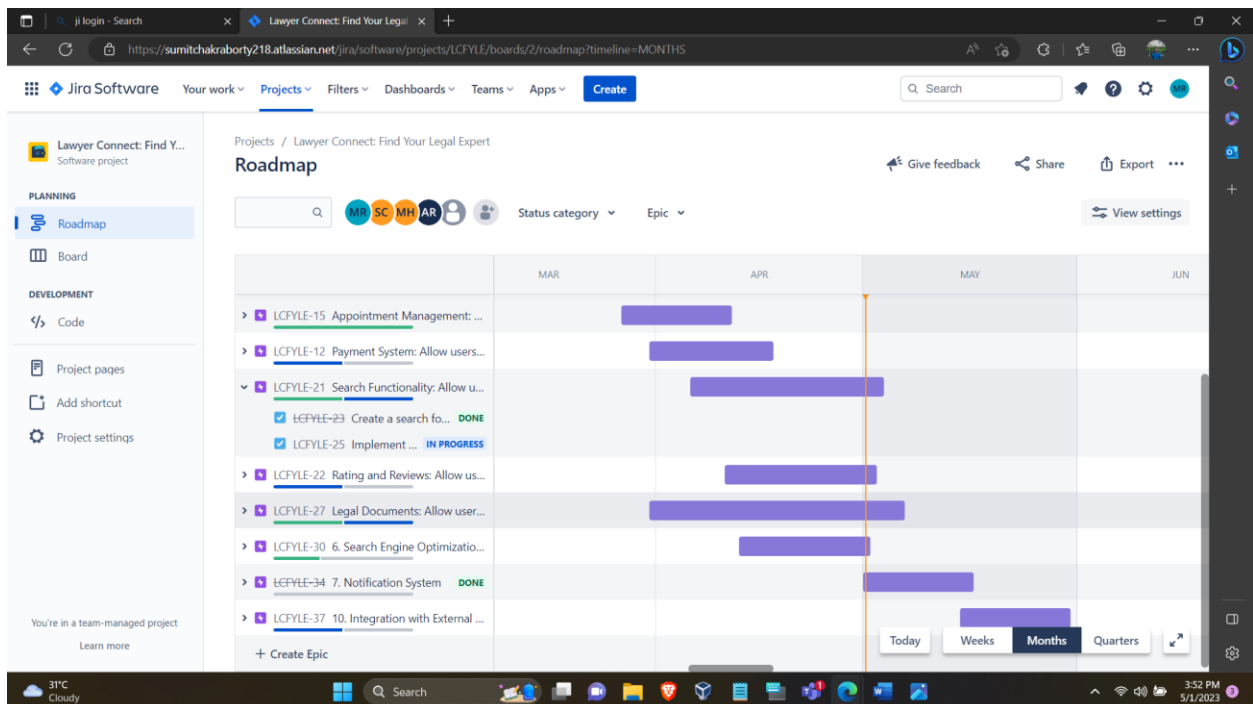 ji login - Search
Lawyer Connect: Find Your Legal
https://sumitchakraborty218.atlassian.net/jira/software/projects/LCFYLE/boards/2/roadmap?timeline=MONTHS
Jira Software Your work Projects Filters Dashboards Teams Apps Create Search MR
Lawyer Connect: Find Y...
Software project
PLANNING
Roadmap
Board
DEVELOPMENT
Code
Project pages
Add shortcut
Project settings
You're in a team-managed project
Learn more
Projects / Lawyer Connect: Find Your Legal Expert
Roadmap
Give feedback Share Export
MR SC MH AR Status category Epic View settings
MAR APR MAY JUN
LCFYLE-15 Appointment Management: ...
LCFYLE-12 Payment System: Allow users...
LCFYLE-21 Search Functionality: Allow u...
LCFYLE-23 Create a search fo... DONE
LCFYLE-25 Implement ... IN PROGRESS
LCFYLE-22 Rating and Reviews: Allow us...
LCFYLE-27 Legal Documents: Allow user...
LCFYLE-30 6. Search Engine Optimizatio...
LCFYLE-34 7. Notification System DONE
LCFYLE-37 10. Integration with External ...
+ Create Epic
Today Weeks Months Quarters
31°C
Cloudy
Search
3:52 PM
5/1/2023
3